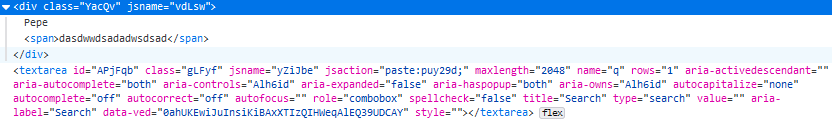 <div class="YacQv" jsname="vdLsw">
Pepe
<span>dasdwwdsadadwsdsad</span>
</div>
<textarea id="APjFqb" class="gLFyf" jsname="yZiJbe" jsaction="paste:puy29d;" maxlength="2048" name="q" rows="1" aria-activedescendant=""
aria-autocomplete="both" aria-controls="Alh6id" aria-expanded="false" aria-haspopup="both" aria-owns="Alh6id" autocapitalize="none"
autocomplete="off" autocorrect="off" autofocus="" role="combobox" spellcheck="false" title="Search" type="search" value="" aria-
label="Search" data-ved="0ahUKEwiJuInsiKiBAxXTIzQIHWeqAlEQ39UDCAY" style=""></textarea> flex